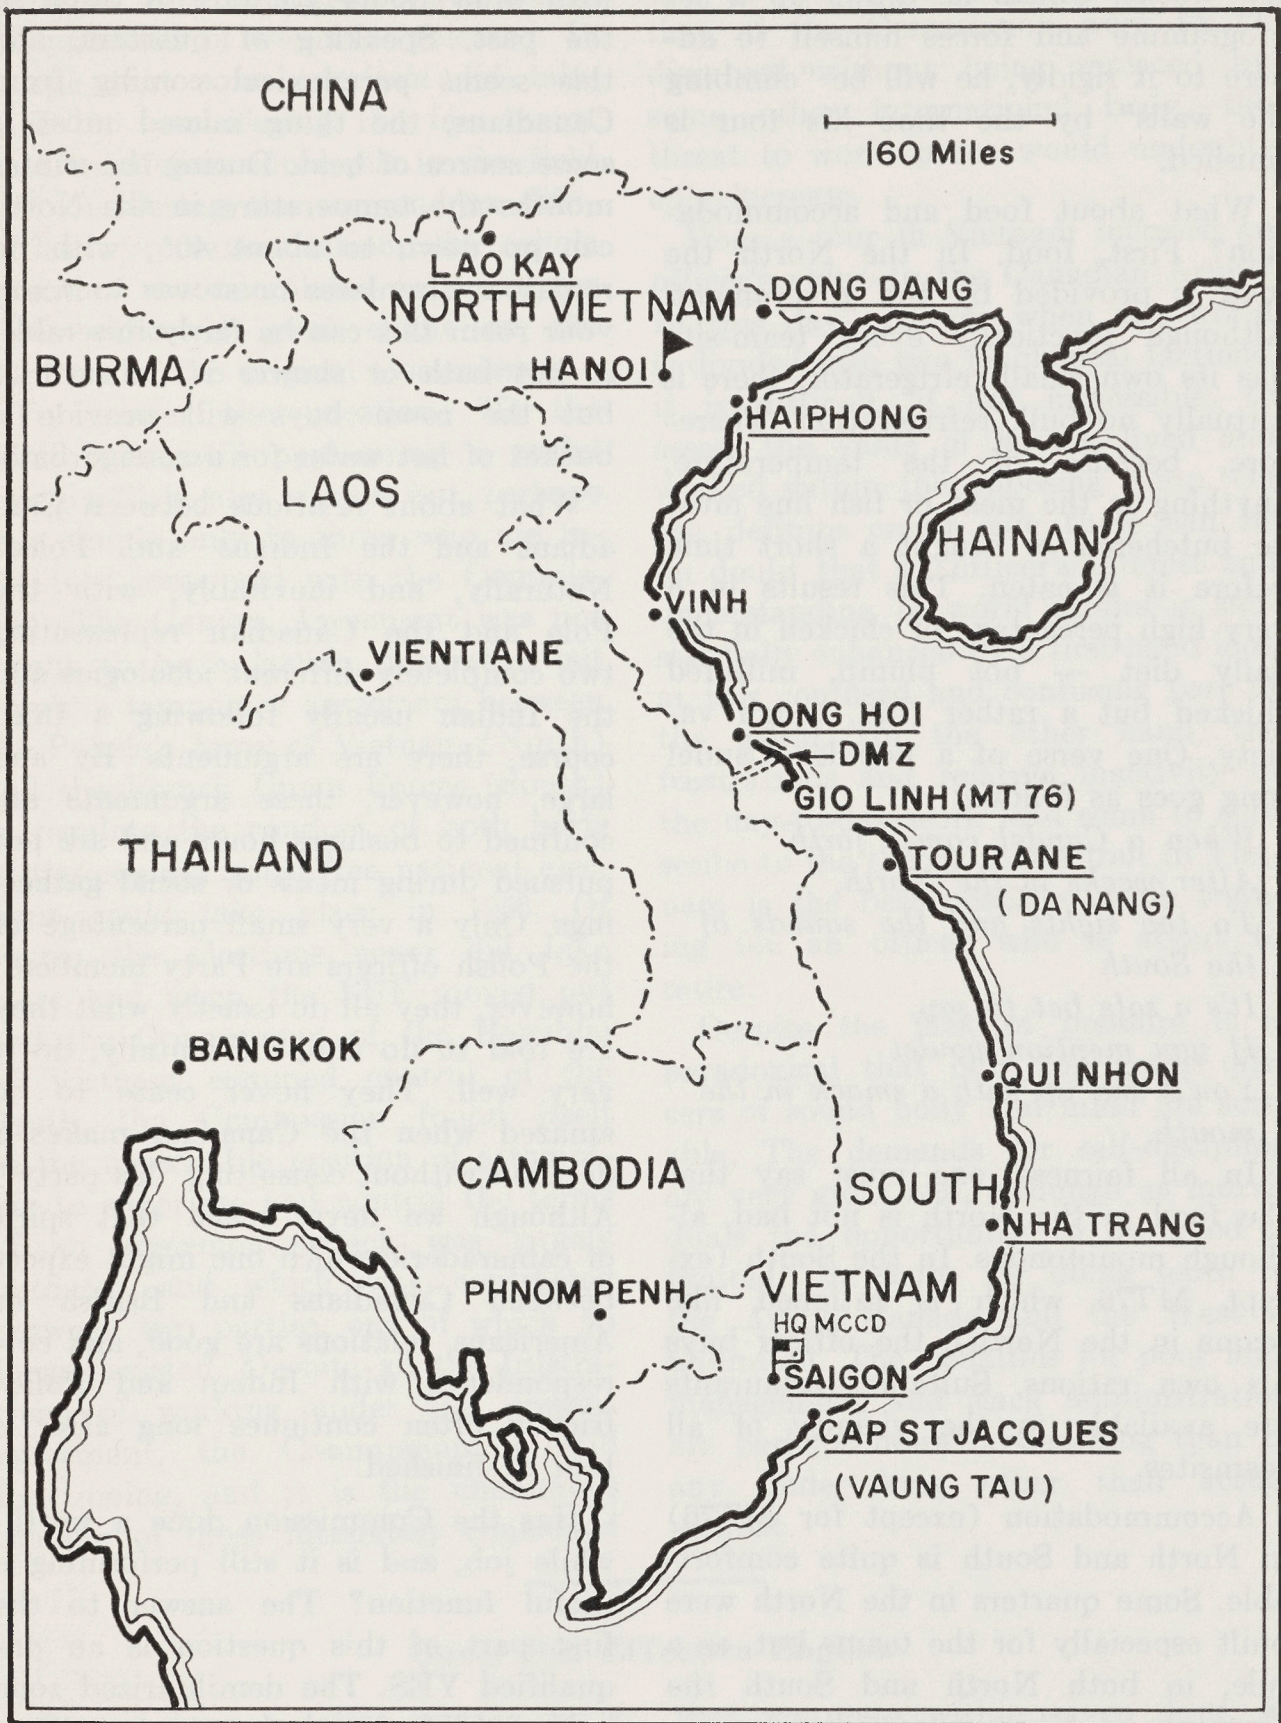 CHINA
160 Miles
LAO KAY
NORTH VIETNAM
DONG DANG
HANOI
BURMA
HAIPHONG
LAOS
HAINAN
VINH
VIENTIANE
DONG HOI
DMZ
GIO LINH (MT 76)
THAILAND
TOURANE
(DA NANG)
BANGKOK
QUI NHON
CAMBODIA
SOUTH
NHA TRANG
PHNOM PENH
VIETNAM
HQ MCCD
SAIGON
CAP ST JACQUES
(VAUNG TAU)